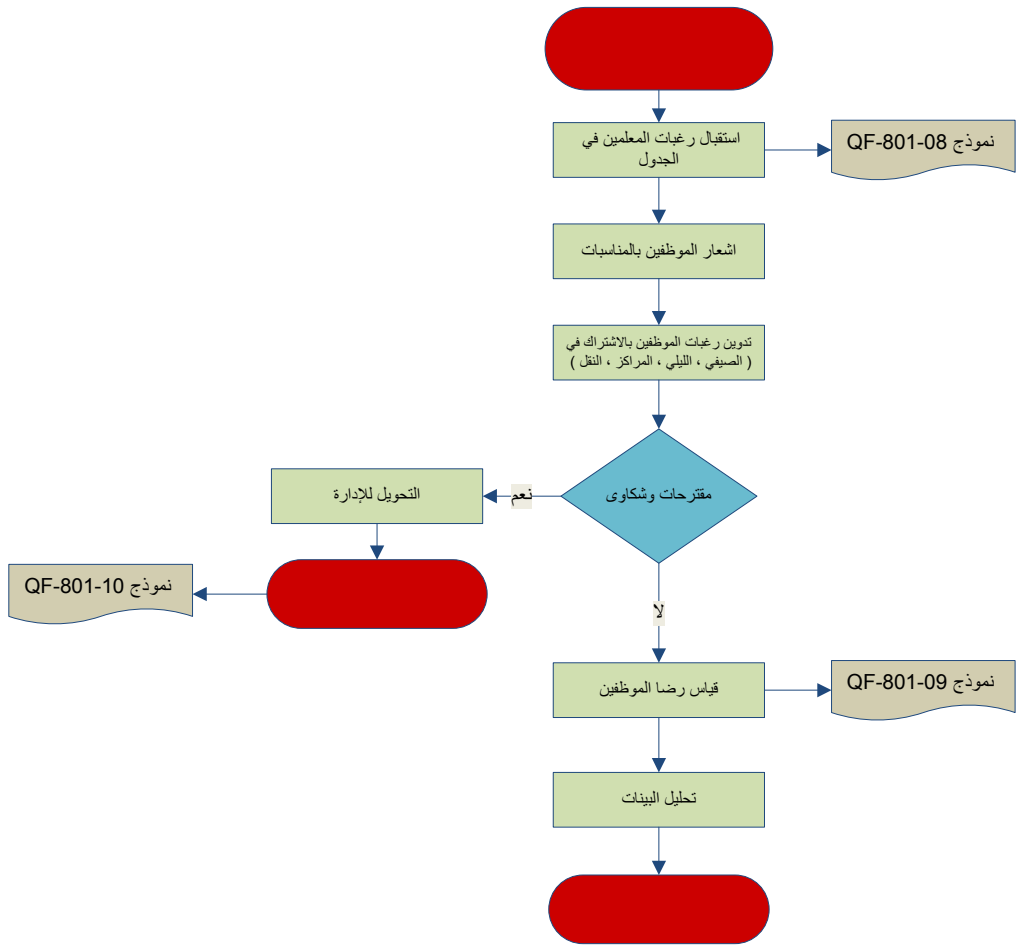 استقبال رغبات المعلمين في
الجدول
نموذج QF-801-08
اشعار الموظفين بالمناسبات
تدوين رغبات الموظفين بالاشتراك في
( الصيفي ، الليلي ، المراكز ، النقل )
مقترحات وشكاوى
نعم
التحويل للإدارة
نموذج QF-801-10
لا
قياس رضا الموظفين
نموذج QF-801-09
تحليل البينات